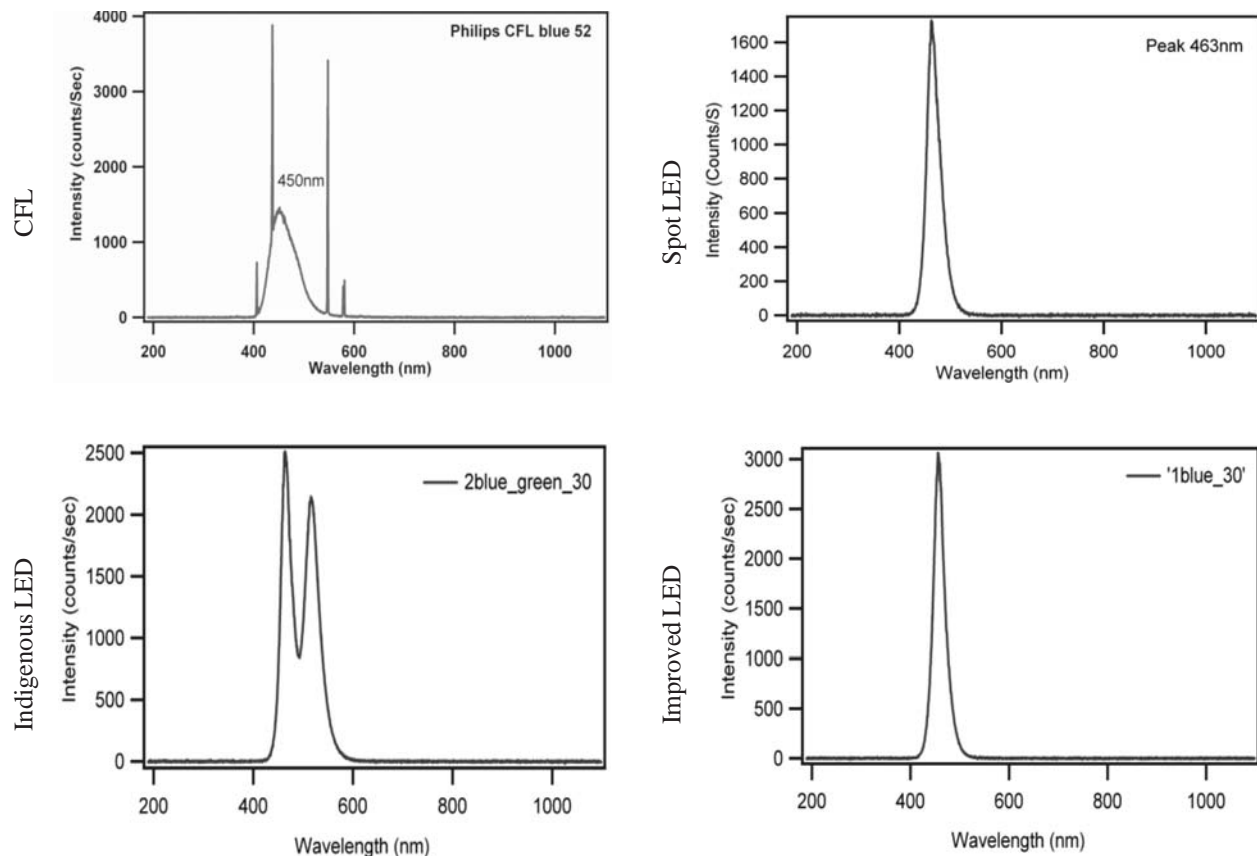 CFL
Intensity (counts/Sec)
4000
3000
2000
1000
0
Philips CFL blue 52
450nm
200 400 600 800 1000
Wavelength (nm)
Spot LED
Intensity (Counts/S)
1600
1400
1200
1000
800
600
400
200
0
Peak 463nm
200 400 600 800 1000
Wavelength (nm)
Indigenous LED
Intensity (counts/sec)
2500
2000
1500
1000
500
0
2blue_green_30
200 400 600 800 1000
Wavelength (nm)
Improved LED
Intensity (counts/sec)
3000
2500
2000
1500
1000
500
0
'1blue_30'
200 400 600 800 1000
Wavelength (nm)